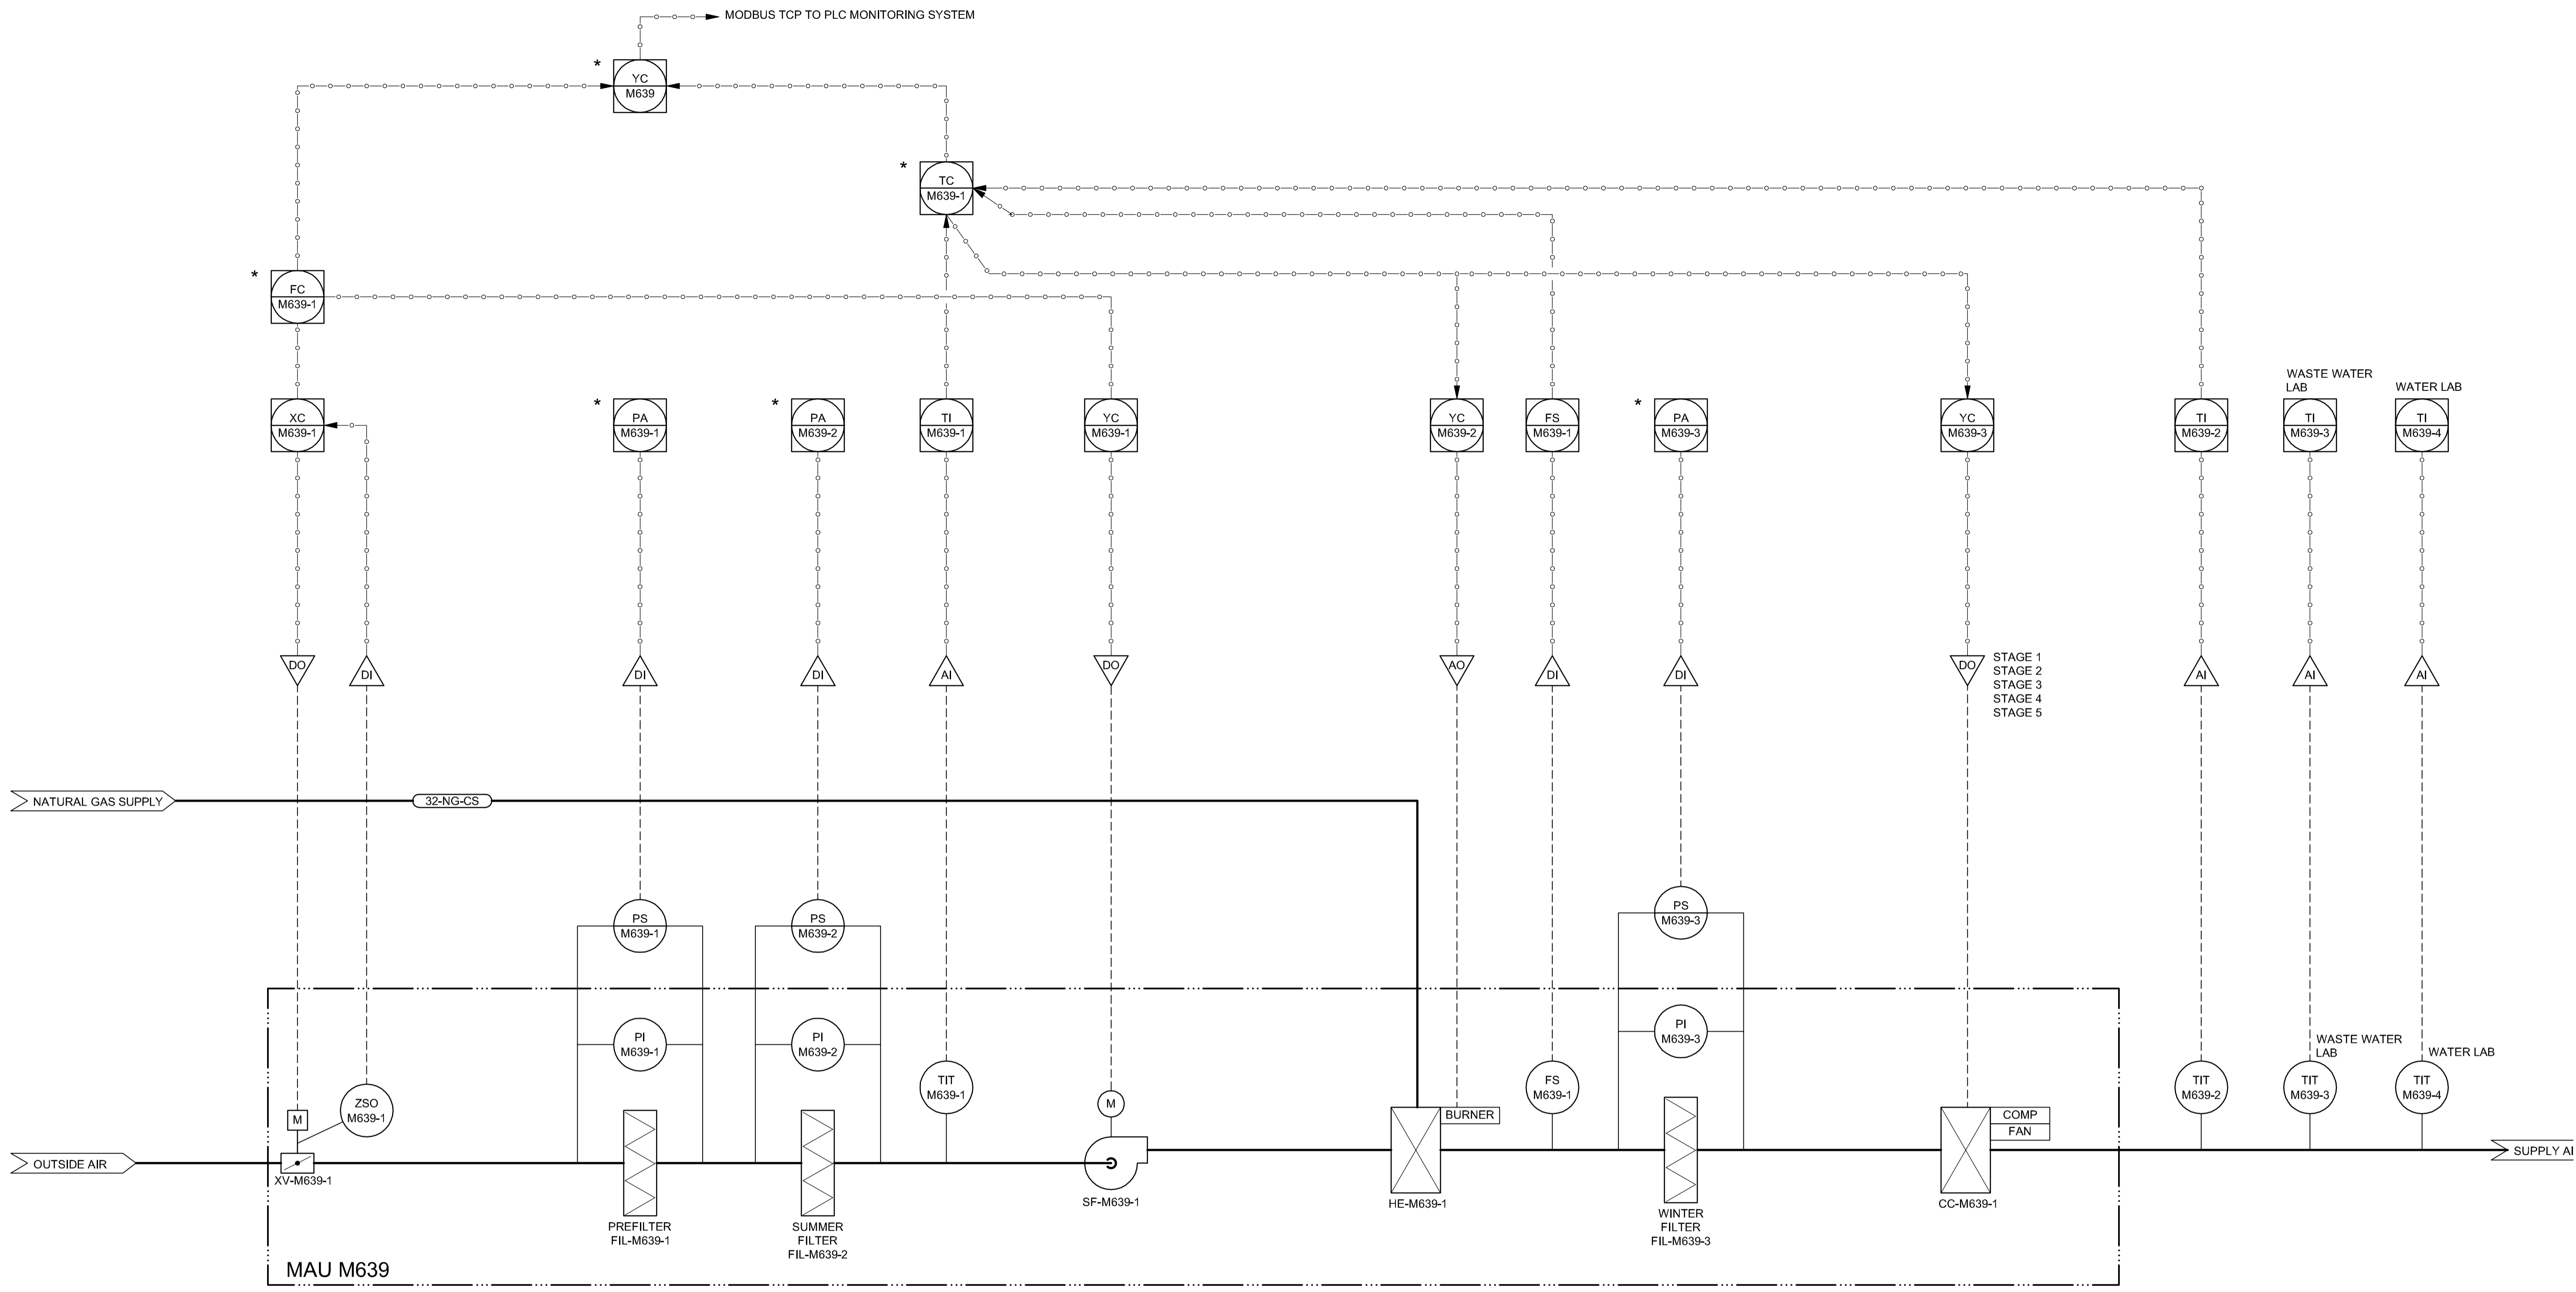 MODBUS TCP TO PLC MONITORING SYSTEM
*
YC
M639
*
TC
M639-1
*
FC
M639-1
WASTE WATER
LAB
WATER LAB
XC
M639-1
*
PA
M639-1
*
PA
M639-2
TI
M639-1
YC
M639-1
YC
M639-2
FS
M639-1
*
PA
M639-3
YC
M639-3
TI
M639-2
TI
M639-3
TI
M639-4
DO
DI
DI
DI
AI
DO
AO
DI
DI
DO
STAGE 1
STAGE 2
STAGE 3
STAGE 4
STAGE 5
AI
AI
AI
NATURAL GAS SUPPLY
32-NG-CS
PS
M639-1
PS
M639-2
PS
M639-3
PI
M639-1
PI
M639-2
PI
M639-3
WASTE WATER
LAB
WATER LAB
M
ZSO
M639-1
TIT
M639-1
M
FS
M639-1
TIT
M639-2
TIT
M639-3
TIT
M639-4
BURNER
COMP
FAN
OUTSIDE AIR
SUPPLY AI
XV-M639-1
PREFILTER
FIL-M639-1
SUMMER
FILTER
FIL-M639-2
SF-M639-1
HE-M639-1
WINTER
FILTER
FIL-M639-3
CC-M639-1
MAU M639